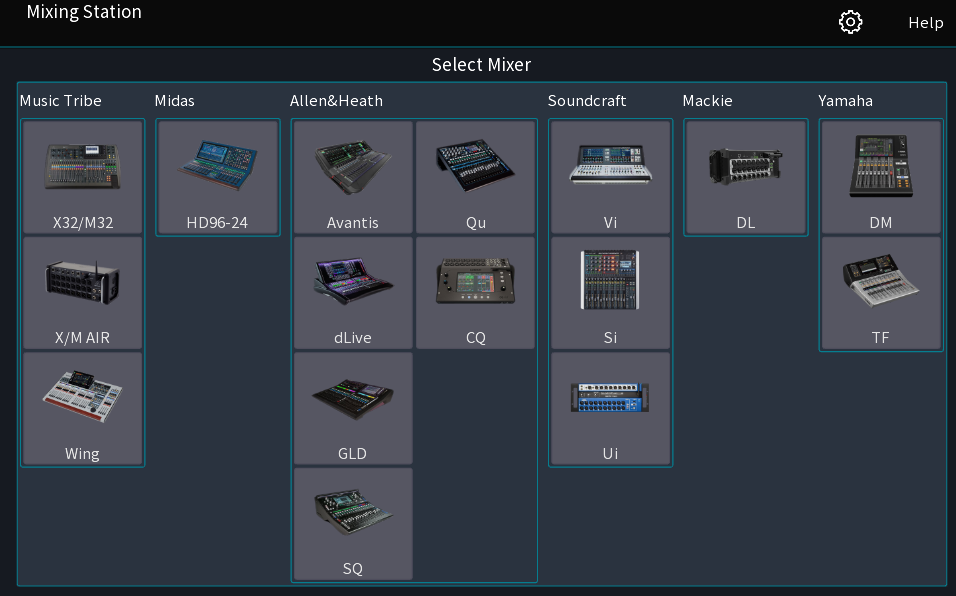 Mixing Station
Help
Select Mixer
Music Tribe
Midas
Allen&Heath
Soundcraft
Mackie
Yamaha
X32/M32
HD96-24
Avantis
Qu
Vi
DL
DM
X/M AIR
dLive
CQ
Si
TF
Wing
GLD
Ui
SQ